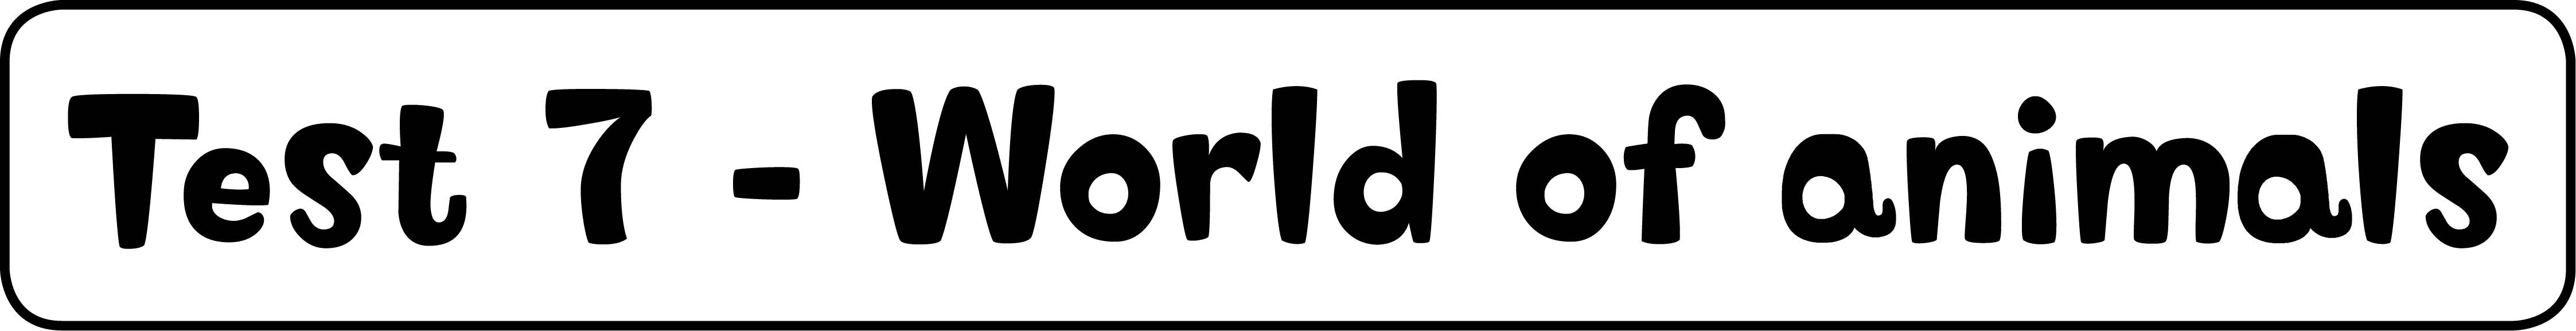 Test 7 - World of animals